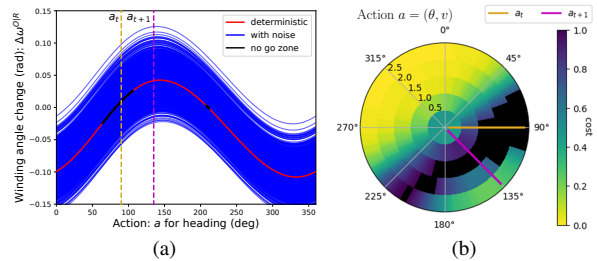 Winding angle change (rad): Δω^{OIR}
0.15
0.10
0.05
0.00
−0.05
−0.10
−0.15
a_t
a_{t+1}
deterministic
with noise
no go zone
0 50 100 150 200 250 300 350
Action: a for heading (deg)
(a)
Action a = (θ, v)
a_t
a_{t+1}
0°
45°
90°
135°
180°
225°
270°
315°
2.5
2.0
1.5
1.0
0.5
1.0
0.8
0.6
0.4
0.2
0.0
cost
(b)